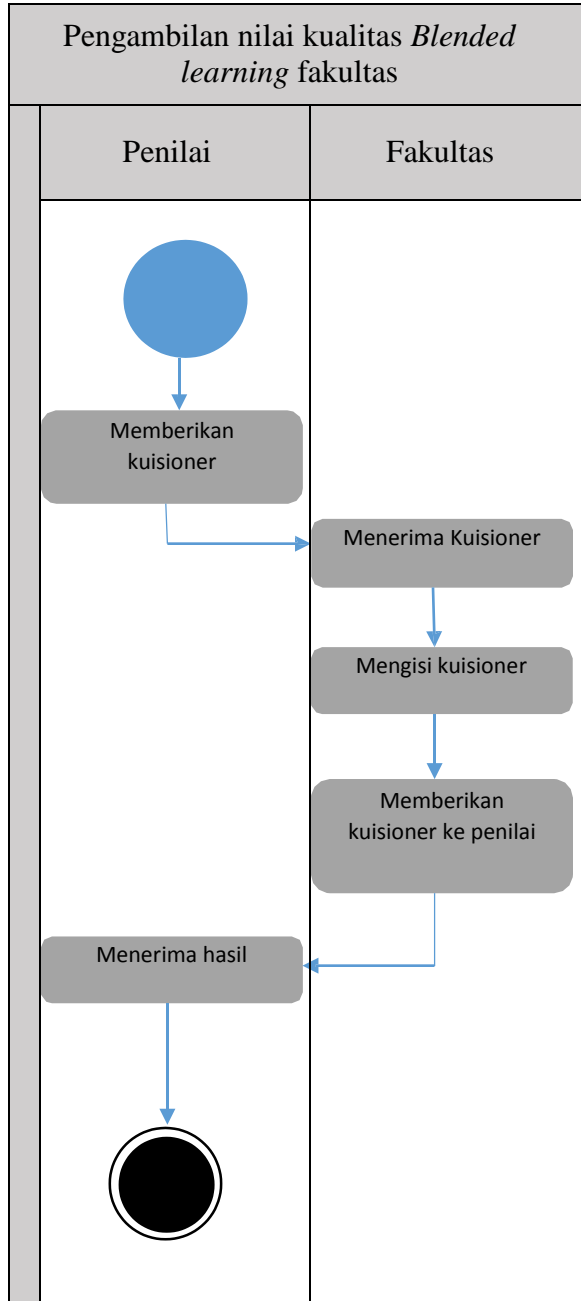 Pengambilan nilai kualitas Blended
learning fakultas
Penilai
Fakultas
Memberikan
kuisioner
Menerima Kuisioner
Mengisi kuisioner
Memberikan
kuisioner ke penilai
Menerima hasil